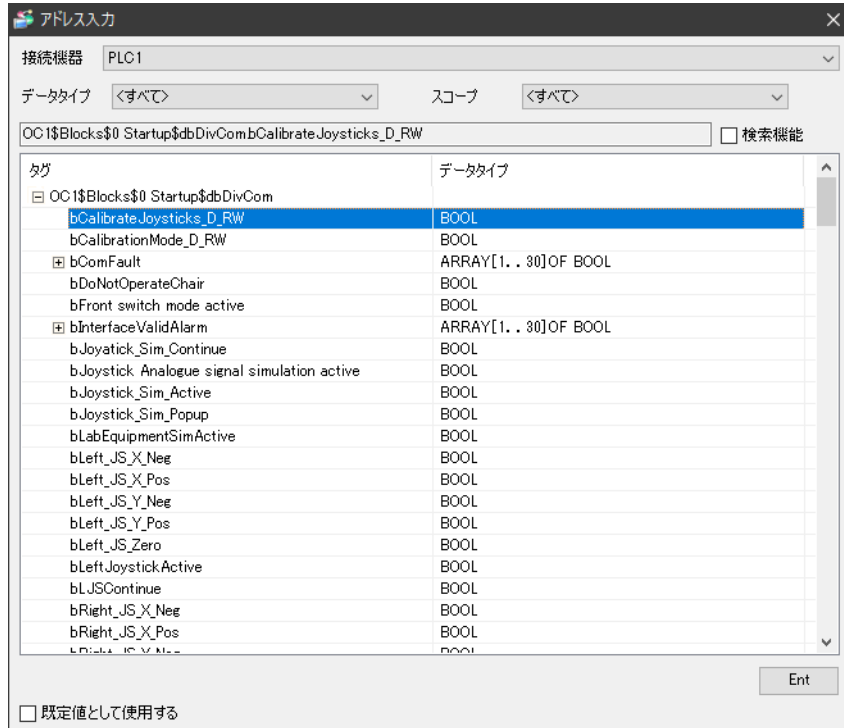 アドレス入力
接続機器 PLC1
データタイプ <すべて> スコープ <すべて>
OC1$Blocks$0 Startup$dbDivCom.bCalibrateJoysticks_D_RW 検索機能
タグ データタイプ
OC1$Blocks$0 Startup$dbDivCom
bCalibrateJoysticks_D_RW BOOL
bCalibrationMode_D_RW BOOL
bComFault ARRAY[1..30]OF BOOL
bDoNotOperateChair BOOL
bFront switch mode active BOOL
bInterfaceValidAlarm ARRAY[1..30]OF BOOL
bJoyatick_Sim_Continue BOOL
bJoystick Analogue signal simulation active BOOL
bJoystick_Sim_Active BOOL
bJoystick_Sim_Popup BOOL
bLabEquipmentSimActive BOOL
bLeft_JS_X_Neg BOOL
bLeft_JS_X_Pos BOOL
bLeft_JS_Y_Neg BOOL
bLeft_JS_Y_Pos BOOL
bLeft_JS_Zero BOOL
bLeftJoystickActive BOOL
bLJSContinue BOOL
bRight_JS_X_Neg BOOL
bRight_JS_X_Pos BOOL
Ent
既定値として使用する